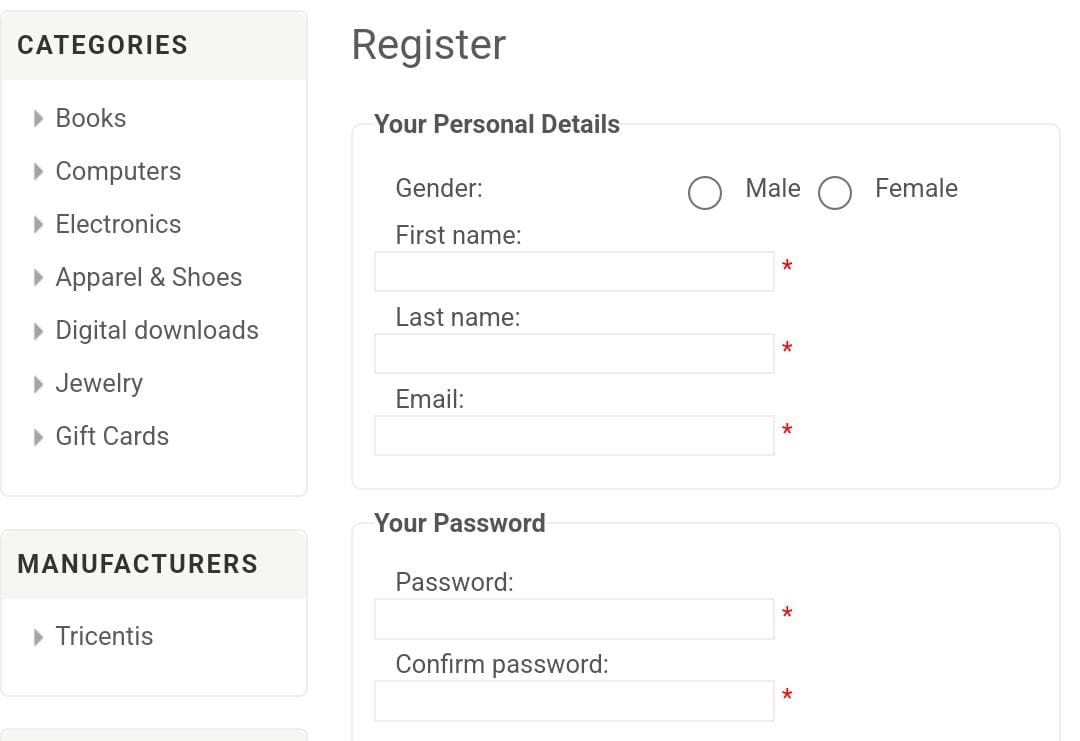 CATEGORIES
Books
Computers
Electronics
Apparel & Shoes
Digital downloads
Jewelry
Gift Cards
MANUFACTURERS
Tricentis
Register
Your Personal Details
Gender: Male Female
First name:
*
Last name:
*
Email:
*
Your Password
Password:
*
Confirm password:
*